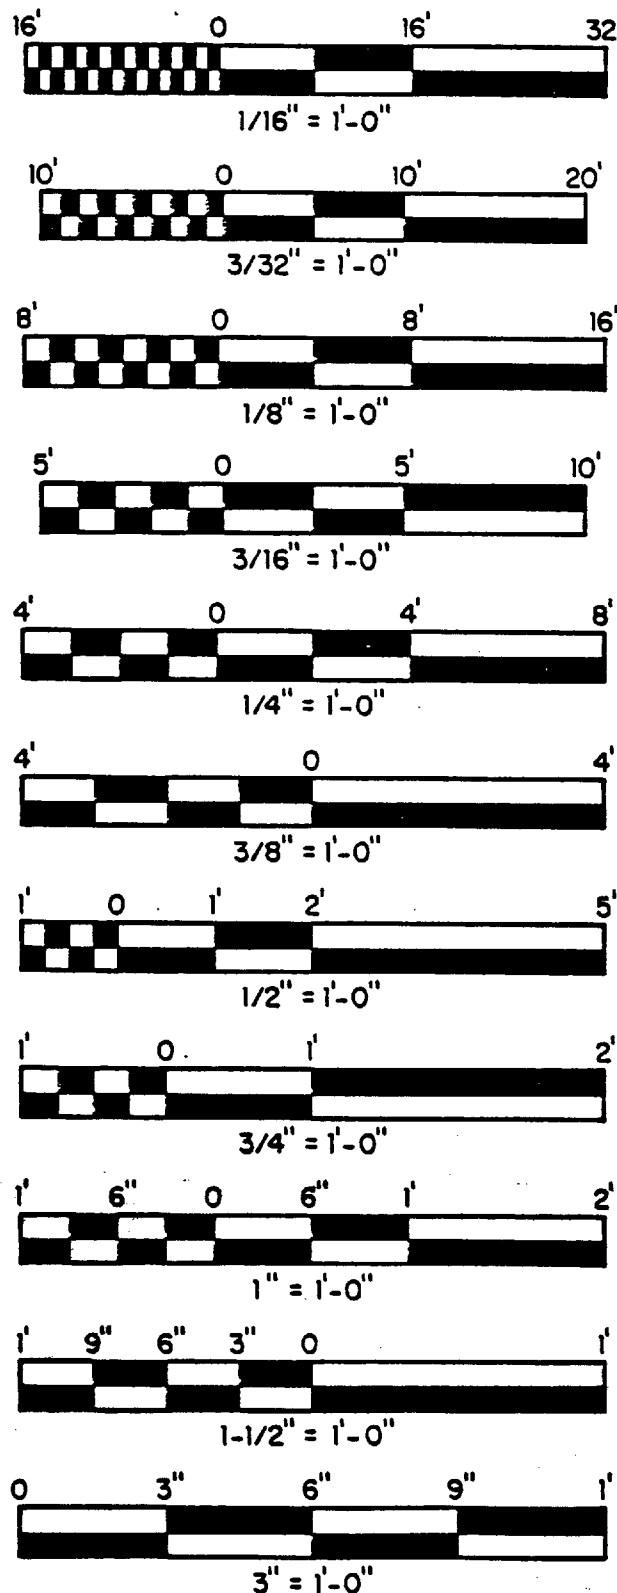 16' 0 16' 32
1/16" = 1'-0"
10' 0 10' 20'
3/32" = 1'-0"
8' 0 8' 16'
1/8" = 1'-0"
5' 0 5' 10'
3/16" = 1'-0"
4' 0 4' 8'
1/4" = 1'-0"
4' 0 4'
3/8" = 1'-0"
1' 0 1' 2' 5'
1/2" = 1'-0"
1' 0 1' 2'
3/4" = 1'-0"
1' 6" 0 6" 1' 2'
1" = 1'-0"
1' 9" 6" 3" 0 1'
1-1/2" = 1'-0"
0 3" 6" 9" 1'
3" = 1'-0"